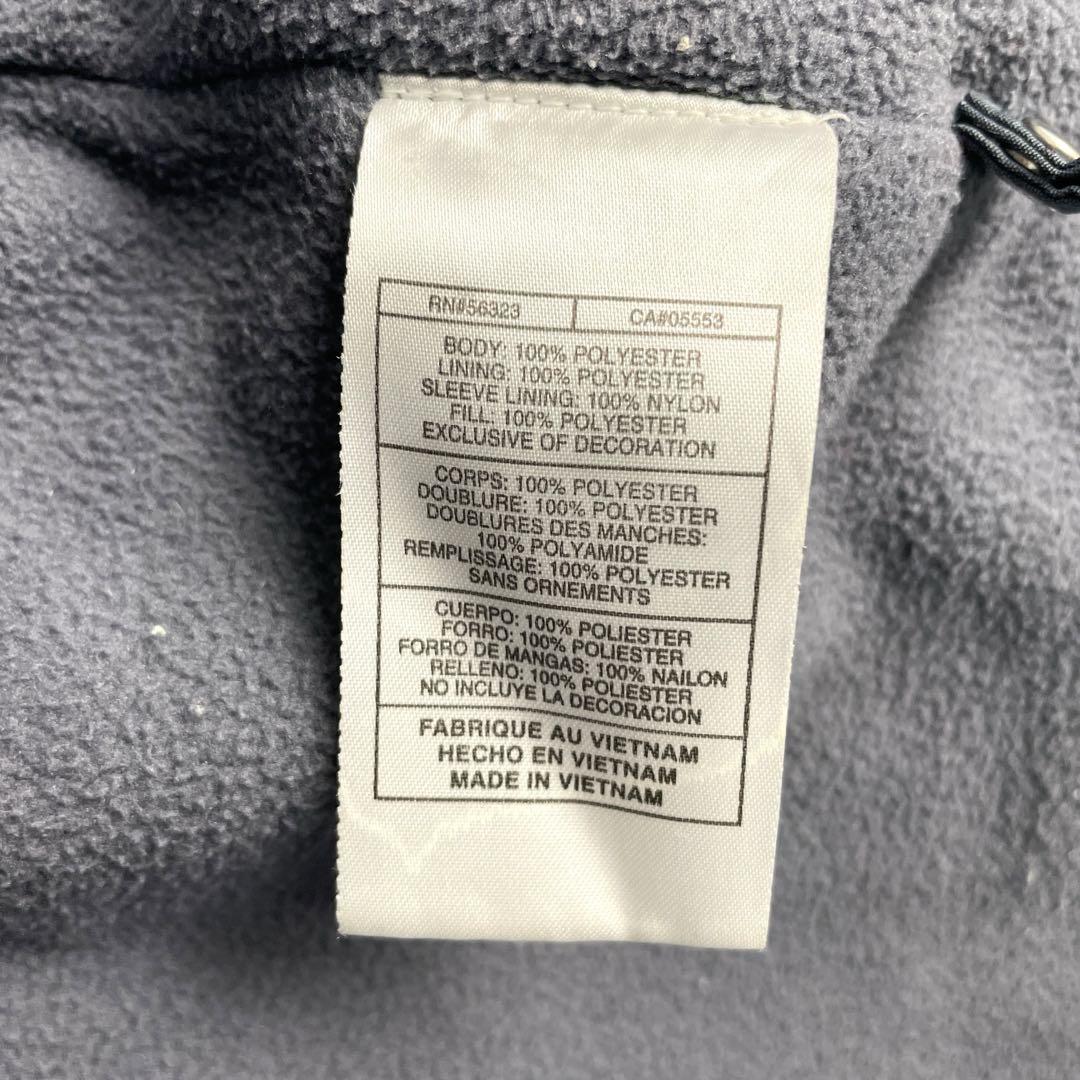 RN#56323 CA#05553
BODY: 100% POLYESTER
LINING: 100% POLYESTER
SLEEVE LINING: 100% NYLON
FILL: 100% POLYESTER
EXCLUSIVE OF DECORATION
CORPS: 100% POLYESTER
DOUBLURE: 100% POLYESTER
DOUBLURES DES MANCHES:
100% POLYAMIDE
REMPLISSAGE: 100% POLYESTER
SANS ORNEMENTS
CUERPO: 100% POLIESTER
FORRO: 100% POLIESTER
FORRO DE MANGAS: 100% NAILON
RELLENO: 100% POLIESTER
NO INCLUYE LA DECORACION
FABRIQUE AU VIETNAM
HECHO EN VIETNAM
MADE IN VIETNAM